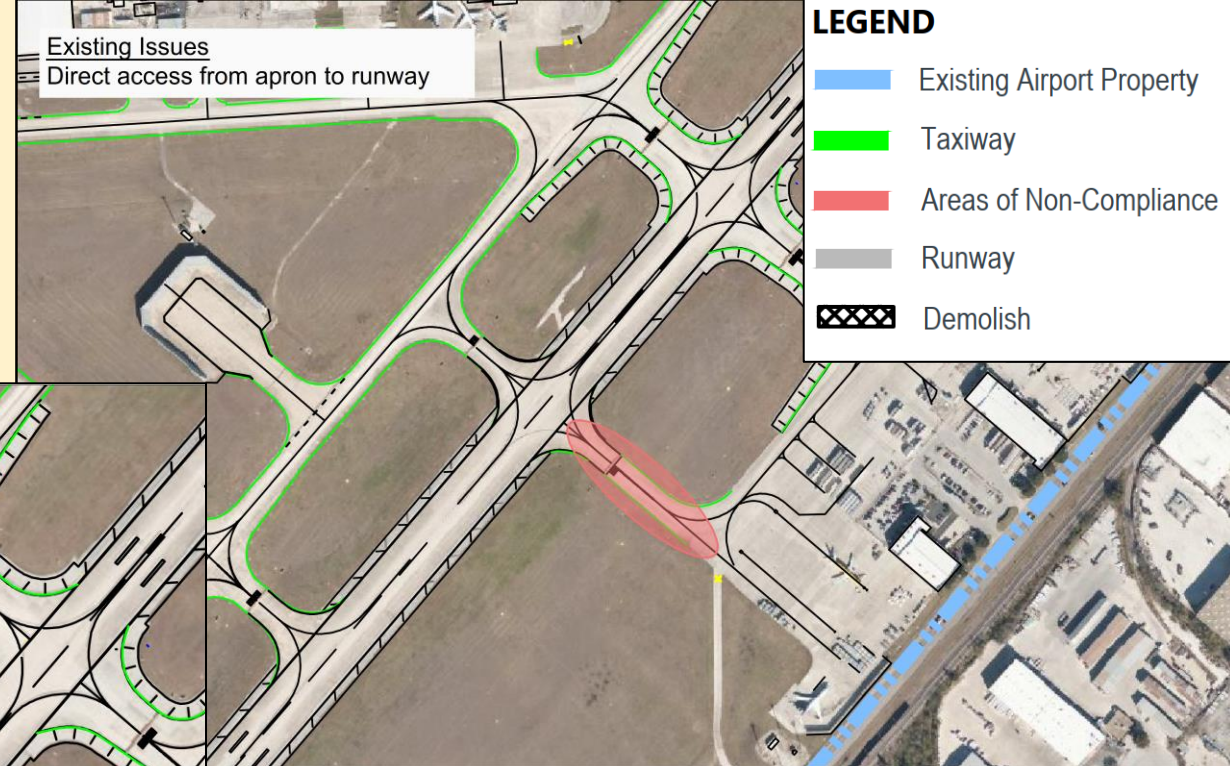 Existing Issues
Direct access from apron to runway
LEGEND
Existing Airport Property
Taxiway
Areas of Non-Compliance
Runway
Demolish